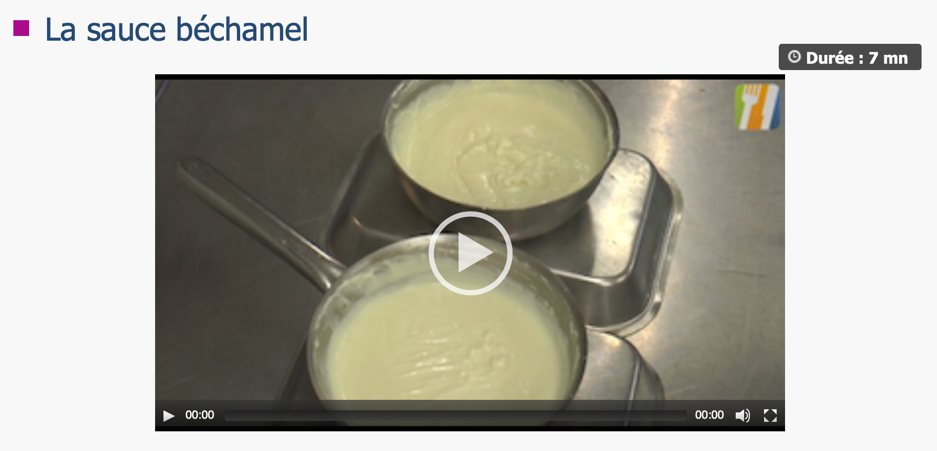 La sauce béchamel
Durée : 7 mn
00:00
00:00